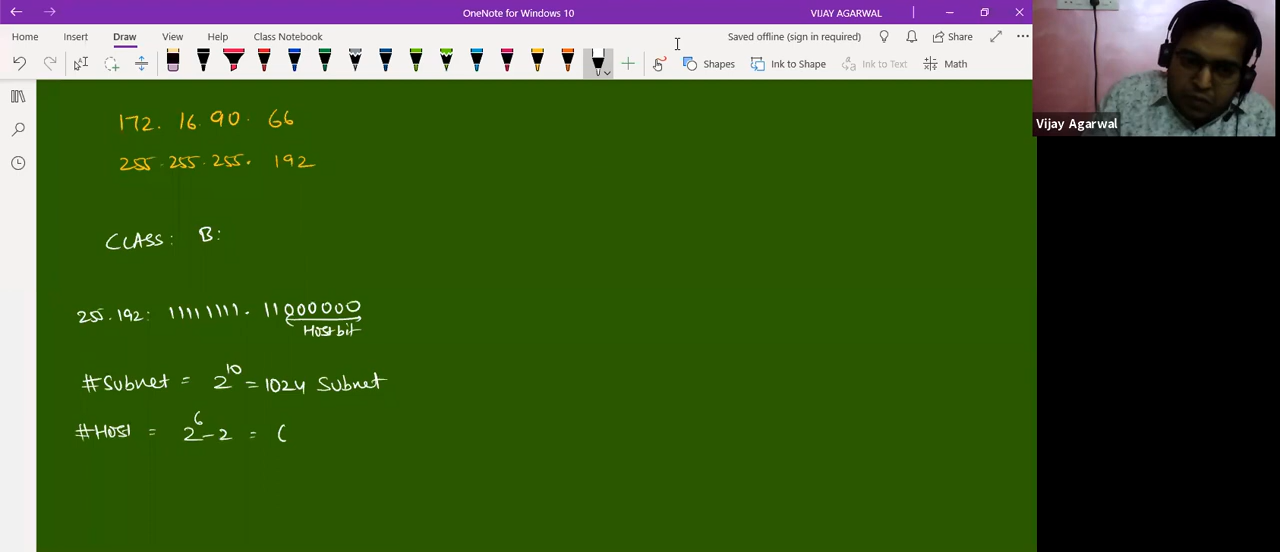 OneNote for Windows 10
VIJAY AGARWAL
Home Insert Draw View Help Class Notebook
Saved offline (sign in required)
Share
Shapes
Ink to Shape
Ink to Text
Math
Vijay Agarwal
172. 16. 90. 66
255. 255. 255. 192
CLASS: B:
255.192: 11111111. 11000000
Host bit
#Subnet = 2^10 = 1024 Subnet
#Host = 2^6 - 2 = (